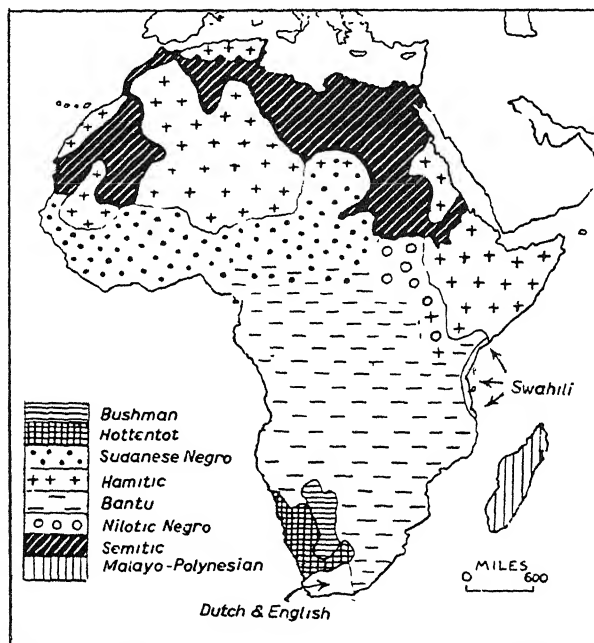 Swahili
Bushman
Hottentot
Sudanese Negro
Hamitic
Bantu
Nilotic Negro
Semitic
Malayo-Polynesian
MILES
0 600
Dutch & English